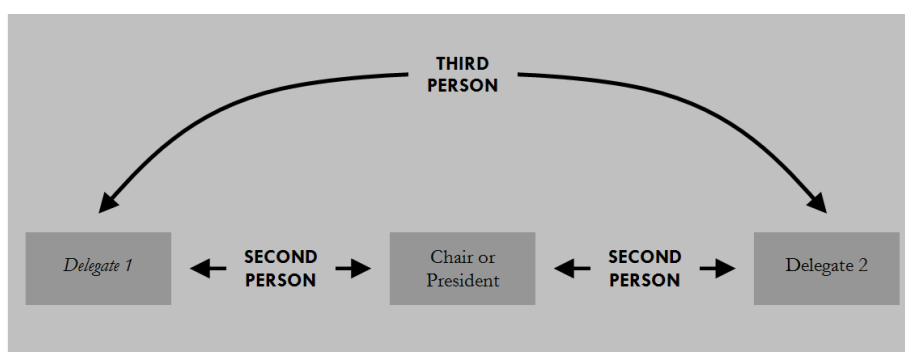 THIRD
PERSON
Delegate 1
SECOND
PERSON
Chair or
President
SECOND
PERSON
Delegate 2